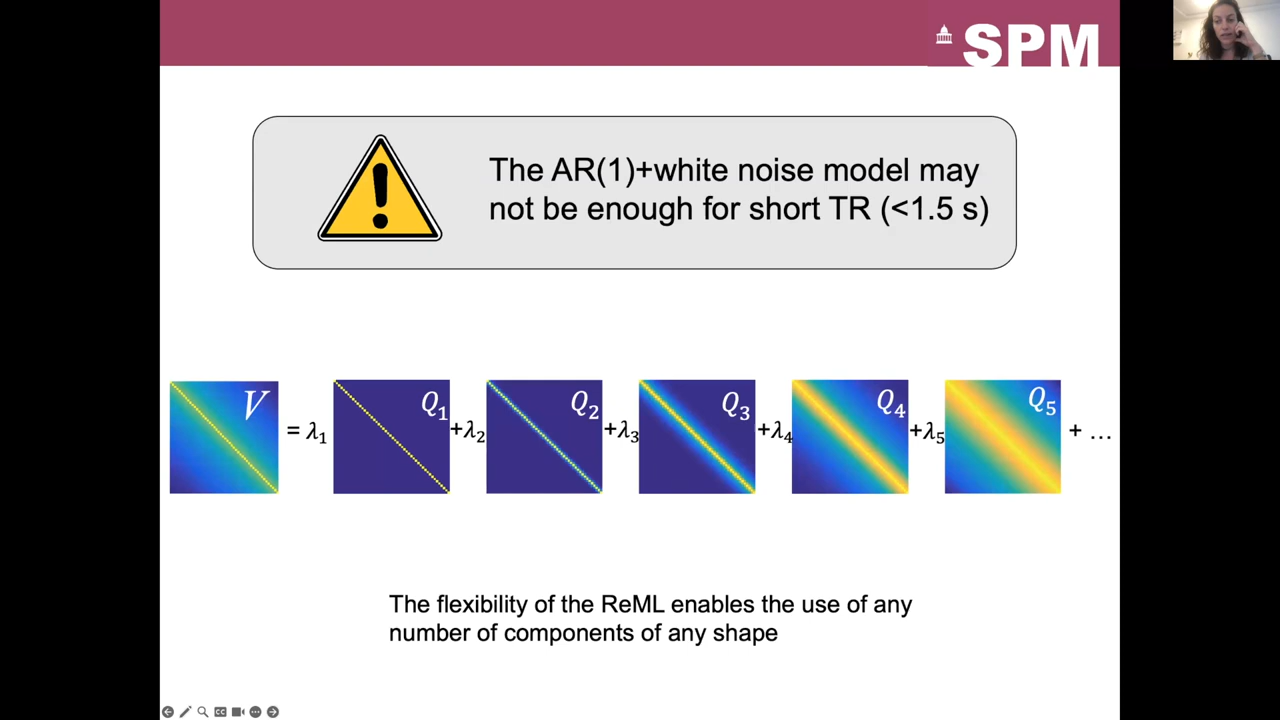 SPM
The AR(1)+white noise model may
not be enough for short TR (<1.5 s)
V = λ₁ Q₁ +λ₂ Q₂ +λ₃ Q₃ +λ₄ Q₄ +λ₅ Q₅ + …
The flexibility of the ReML enables the use of any
number of components of any shape